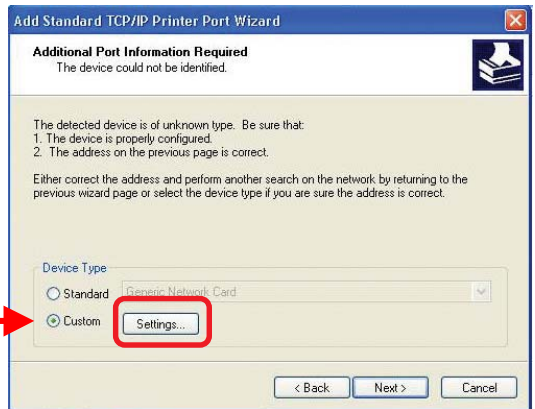 Add Standard TCP/IP Printer Port Wizard
Additional Port Information Required
The device could not be identified.
The detected device is of unknown type.  Be sure that:
1. The device is properly configured.
2.  The address on the previous page is correct.
Either correct the address and perform another search on the network by returning to the
previous wizard page or select the device type if you are sure the address is correct.
Device Type
Standard
Generic Network Card
Custom
Settings...
< Back
Next >
Cancel